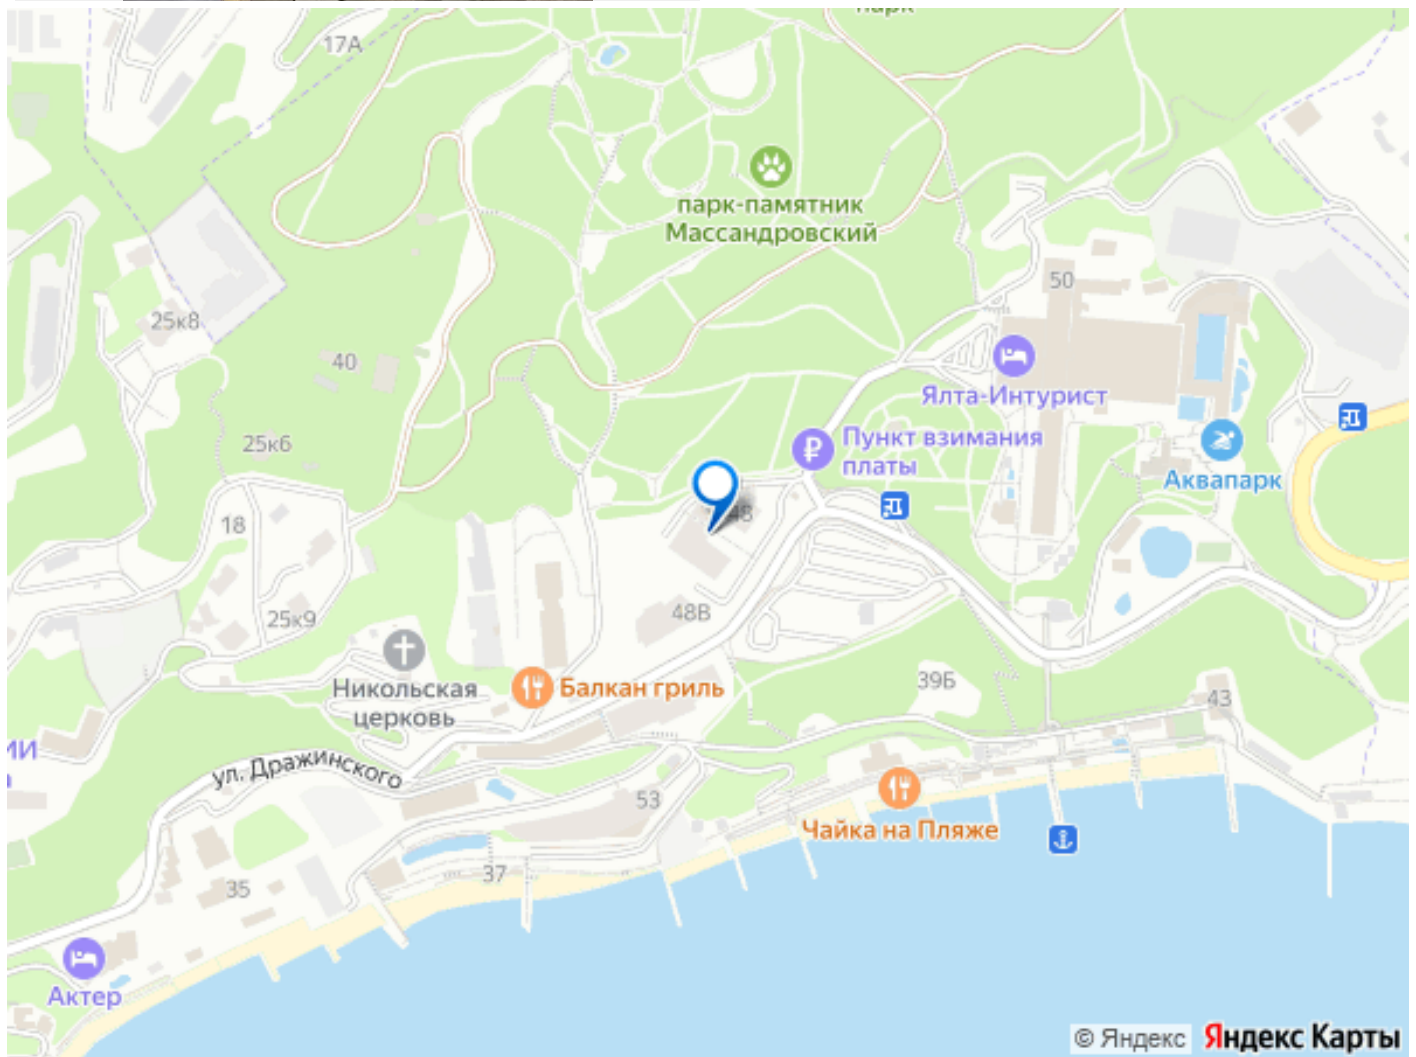 парк
17А
парк-памятник
Массандровский
50
25к8
40
Ялта-Интурист
Пункт взимания
платы
25к6
Аквапарк
48
18
48В
25к9
Никольская
церковь
Балкан гриль
39Б
43
ул. Дражинского
53
Чайка на Пляже
37
35
Актер
© Яндекс Яндекс Карты